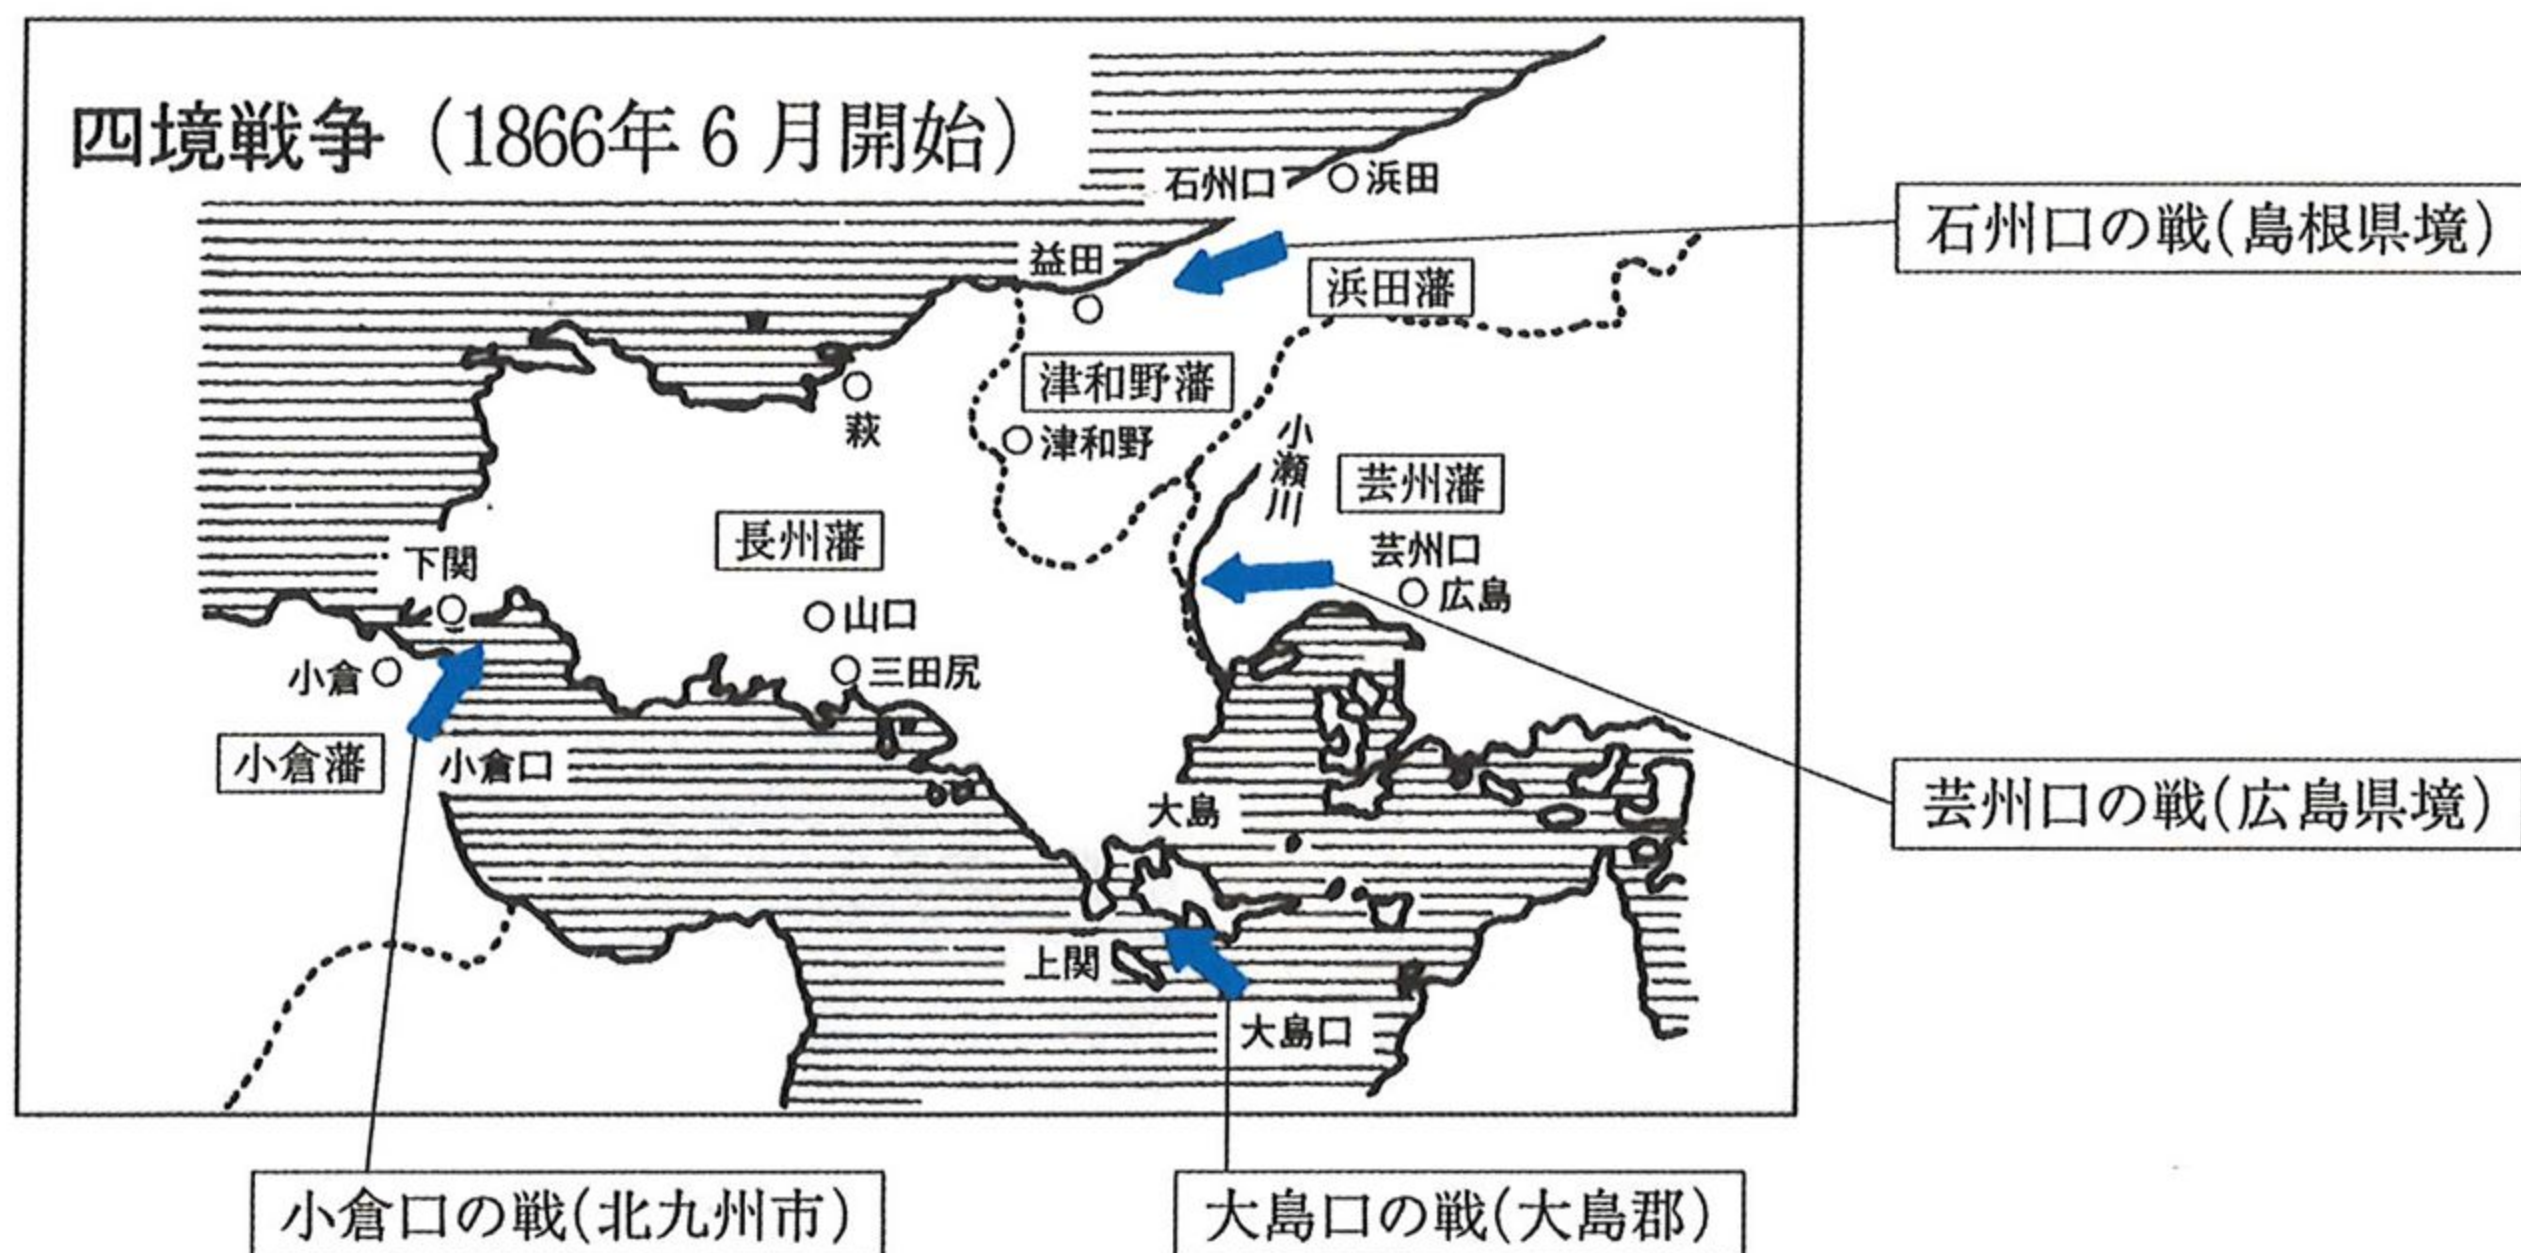 四境戦争（1866年6月開始）
石州口
浜田
石州口の戦(島根県境)
益田
浜田藩
津和野藩
萩
津和野
小瀬川
芸州藩
長州藩
芸州口
下関
広島
山口
小倉
三田尻
小倉藩
小倉口
芸州口の戦(広島県境)
大島
上関
大島口
小倉口の戦(北九州市)
大島口の戦(大島郡)